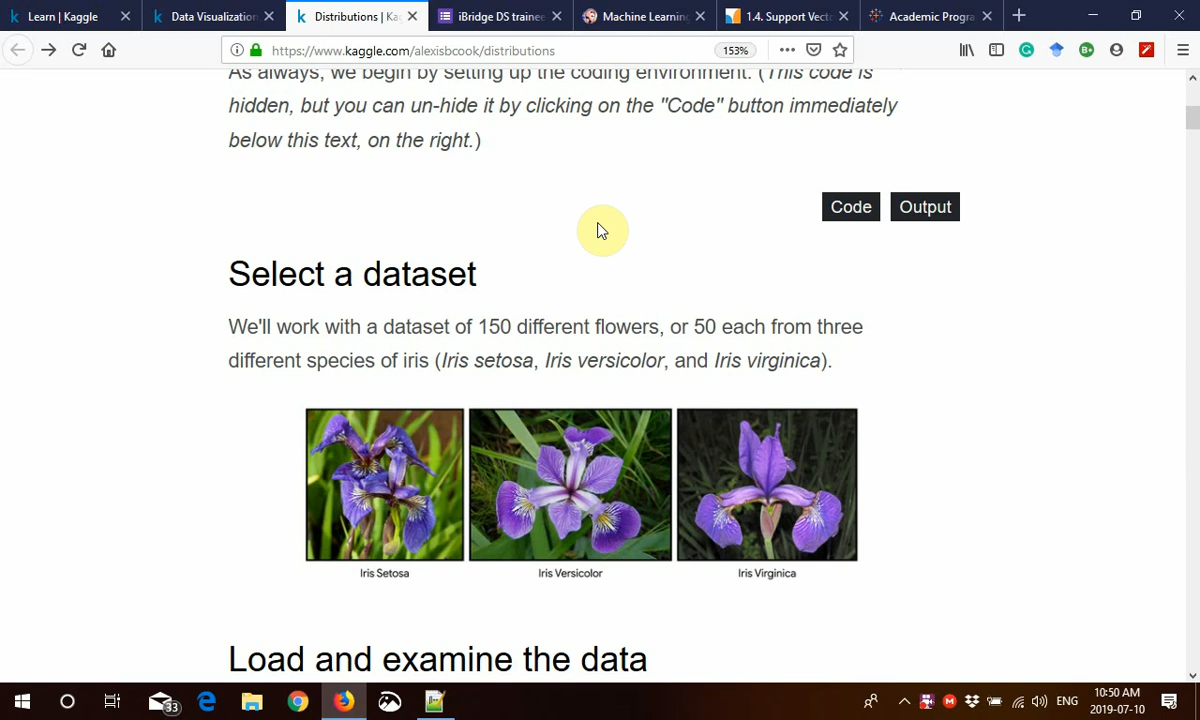 Learn | Kaggle
Data Visualization
Distributions | Ka
iBridge DS trainee
Machine Learning
1.4. Support Vecto
Academic Progra
https://www.kaggle.com/alexisbcook/distributions
153%
As always, we begin by setting up the coding environment. (This code is
hidden, but you can un-hide it by clicking on the "Code" button immediately
below this text, on the right.)
Code
Output
Select a dataset
We'll work with a dataset of 150 different flowers, or 50 each from three
different species of iris (Iris setosa, Iris versicolor, and Iris virginica).
Iris Setosa
Iris Versicolor
Iris Virginica
Load and examine the data
33
ENG
10:50 AM
2019-07-10